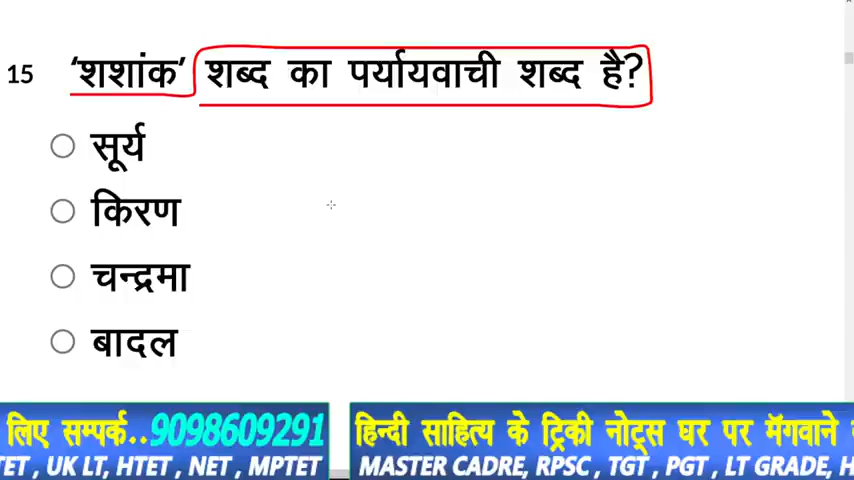 15 ‘शशांक’ शब्द का पर्यायवाची शब्द है?
सूर्य
किरण
चन्द्रमा
बादल
लिए सम्पर्क..9098609291 हिन्दी साहित्य के ट्रिकी नोट्स घर पर मॅगवाने
TET , UK LT, HTET , NET , MPTET MASTER CADRE, RPSC , TGT , PGT , LT GRADE, H